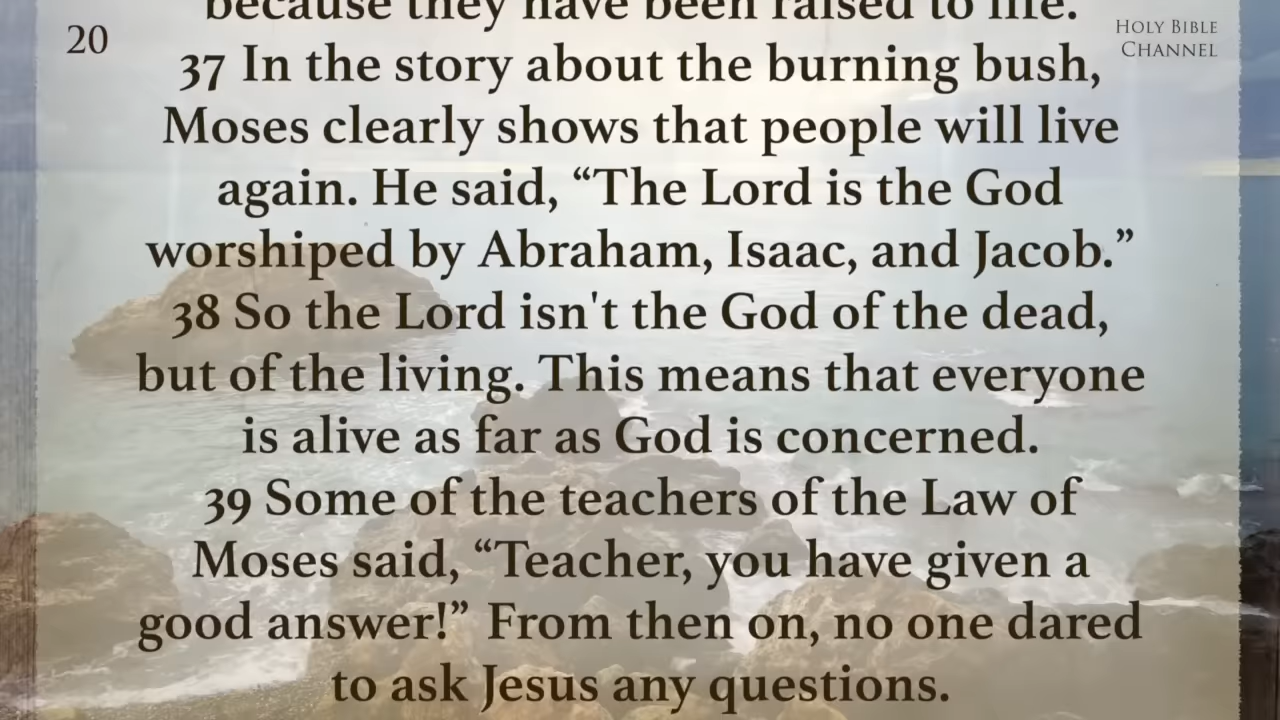 because they have been raised to life.
20
HOLY BIBLE
CHANNEL
37 In the story about the burning bush,
Moses clearly shows that people will live
again. He said, “The Lord is the God
worshiped by Abraham, Isaac, and Jacob.”
38 So the Lord isn't the God of the dead,
but of the living. This means that everyone
is alive as far as God is concerned.
39 Some of the teachers of the Law of
Moses said, “Teacher, you have given a
good answer!” From then on, no one dared
to ask Jesus any questions.